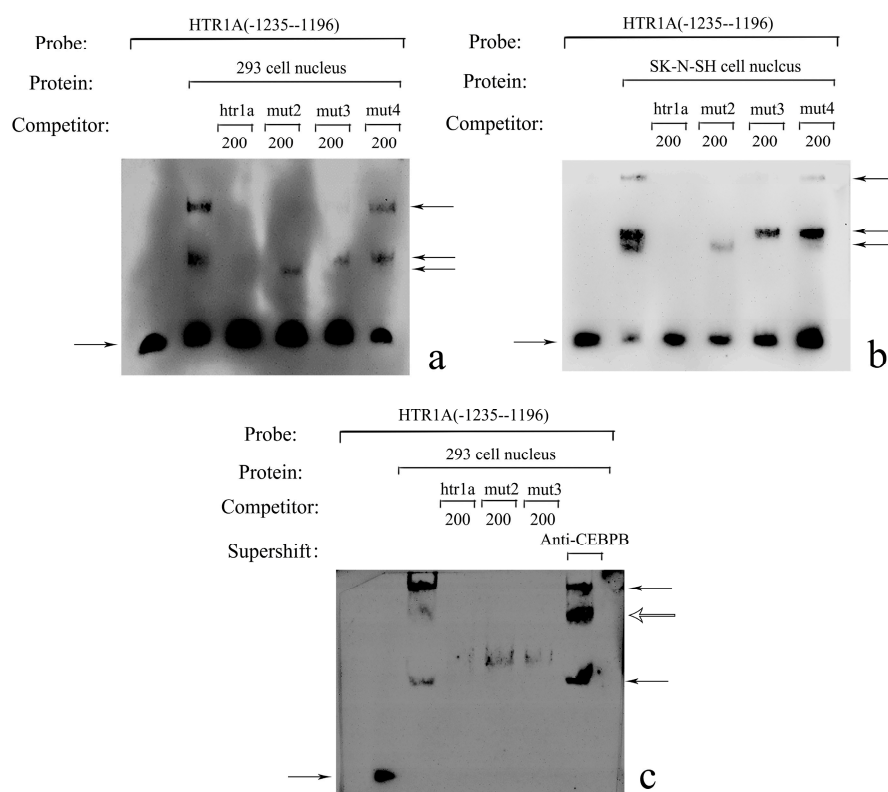 HTR1A(-1235--1196)
Probe:
293 cell nucleus
Protein:
htr1a mut2 mut3 mut4
Competitor:
200 200 200 200
a
HTR1A(-1235--1196)
Probe:
SK-N-SH cell nuclcus
Protein:
htr1a mut2 mut3 mut4
Competitor:
200 200 200 200
b
HTR1A(-1235--1196)
Probe:
293 cell nucleus
Protein:
htr1a mut2 mut3
Competitor:
200 200 200
Anti-CEBPB
Supershift:
c